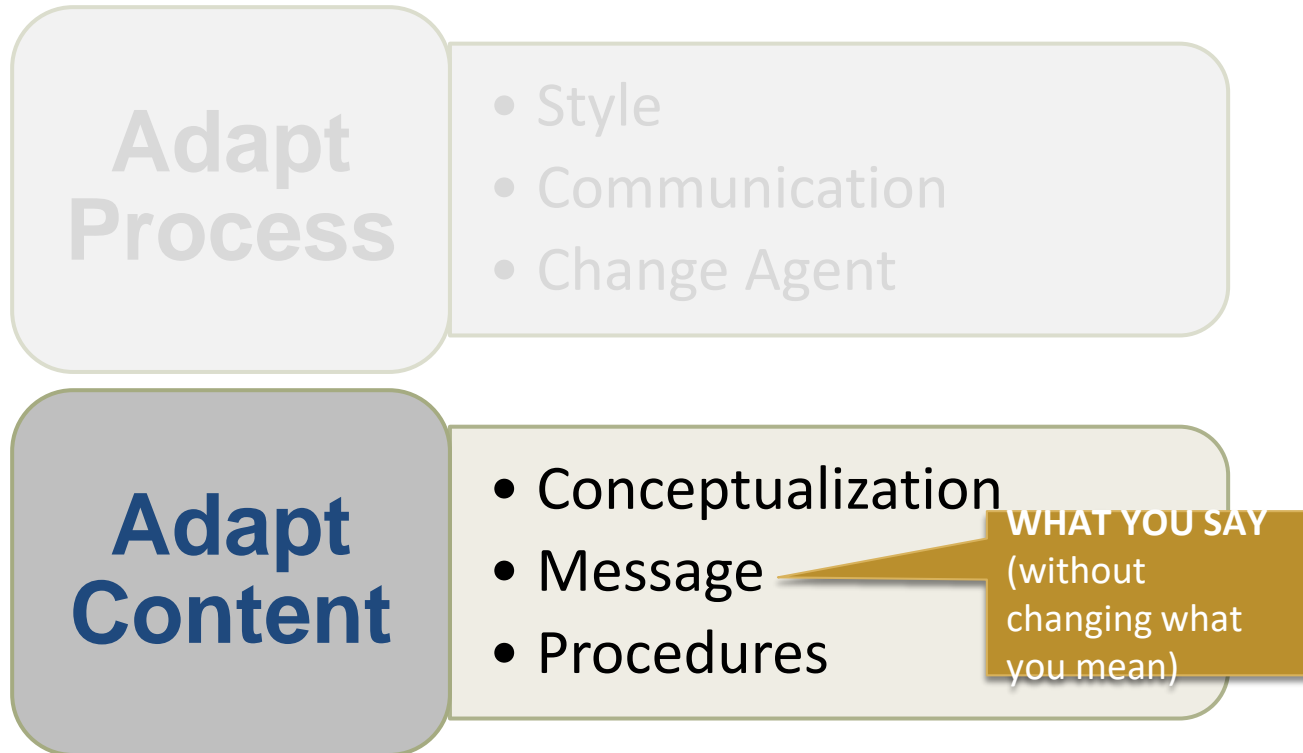 Adapt
Process
• Style
• Communication
• Change Agent
Adapt
Content
• Conceptualization
• Message
• Procedures
WHAT YOU SAY
(without
changing what
you mean)